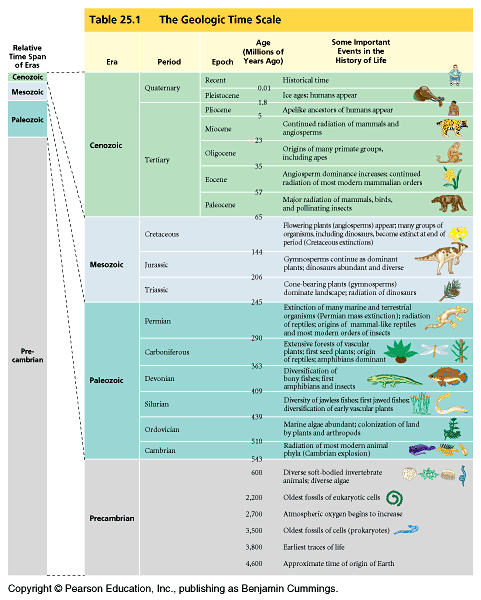 Table 25.1 The Geologic Time Scale
Relative
Time Span
of Eras
Cenozoic
Mesozoic
Paleozoic
Pre-
cambrian
Era Period Epoch Age
(Millions of
Years Ago) Some Important
Events in the
History of Life
Cenozoic
Quaternary
Recent Historical time
0.01
Pleistocene Ice ages; humans appear
1.8
Tertiary
Pliocene Apelike ancestors of humans appear
5
Miocene Continued radiation of mammals and
angiosperms
23
Oligocene Origins of many primate groups,
including apes
35
Eocene Angiosperm dominance increases; continued
radiation of most modern mammalian orders
57
Paleocene Major radiation of mammals, birds,
and pollinating insects
65
Mesozoic
Cretaceous Flowering plants (angiosperms) appear; many groups of
organisms, including dinosaurs, become extinct at end of
period (Cretaceous extinctions)
144
Jurassic Gymnosperms continue as dominant
plants; dinosaurs abundant and diverse
206
Triassic Cone-bearing plants (gymnosperms)
dominate landscape; radiation of dinosaurs
245
Paleozoic
Permian Extinction of many marine and terrestrial
organisms (Permian mass extinction); radiation
of reptiles; origins of mammal-like reptiles
and most modern orders of insects
290
Carboniferous Extensive forests of vascular
plants; first seed plants; origin
of reptiles; amphibians dominant
363
Devonian Diversification of
bony fishes; first
amphibians and insects
409
Silurian Diversity of jawless fishes; first jawed fishes;
diversification of early vascular plants
439
Ordovician Marine algae abundant; colonization of land
by plants and arthropods
510
Cambrian Radiation of most modern animal
phyla (Cambrian explosion)
543
Precambrian
600 Diverse soft-bodied invertebrate
animals; diverse algae
2,200 Oldest fossils of eukaryotic cells
2,700 Atmospheric oxygen begins to increase
3,500 Oldest fossils of cells (prokaryotes)
3,800 Earliest traces of life
4,600 Approximate time of origin of Earth
Copyright © Pearson Education, Inc., publishing as Benjamin Cummings.